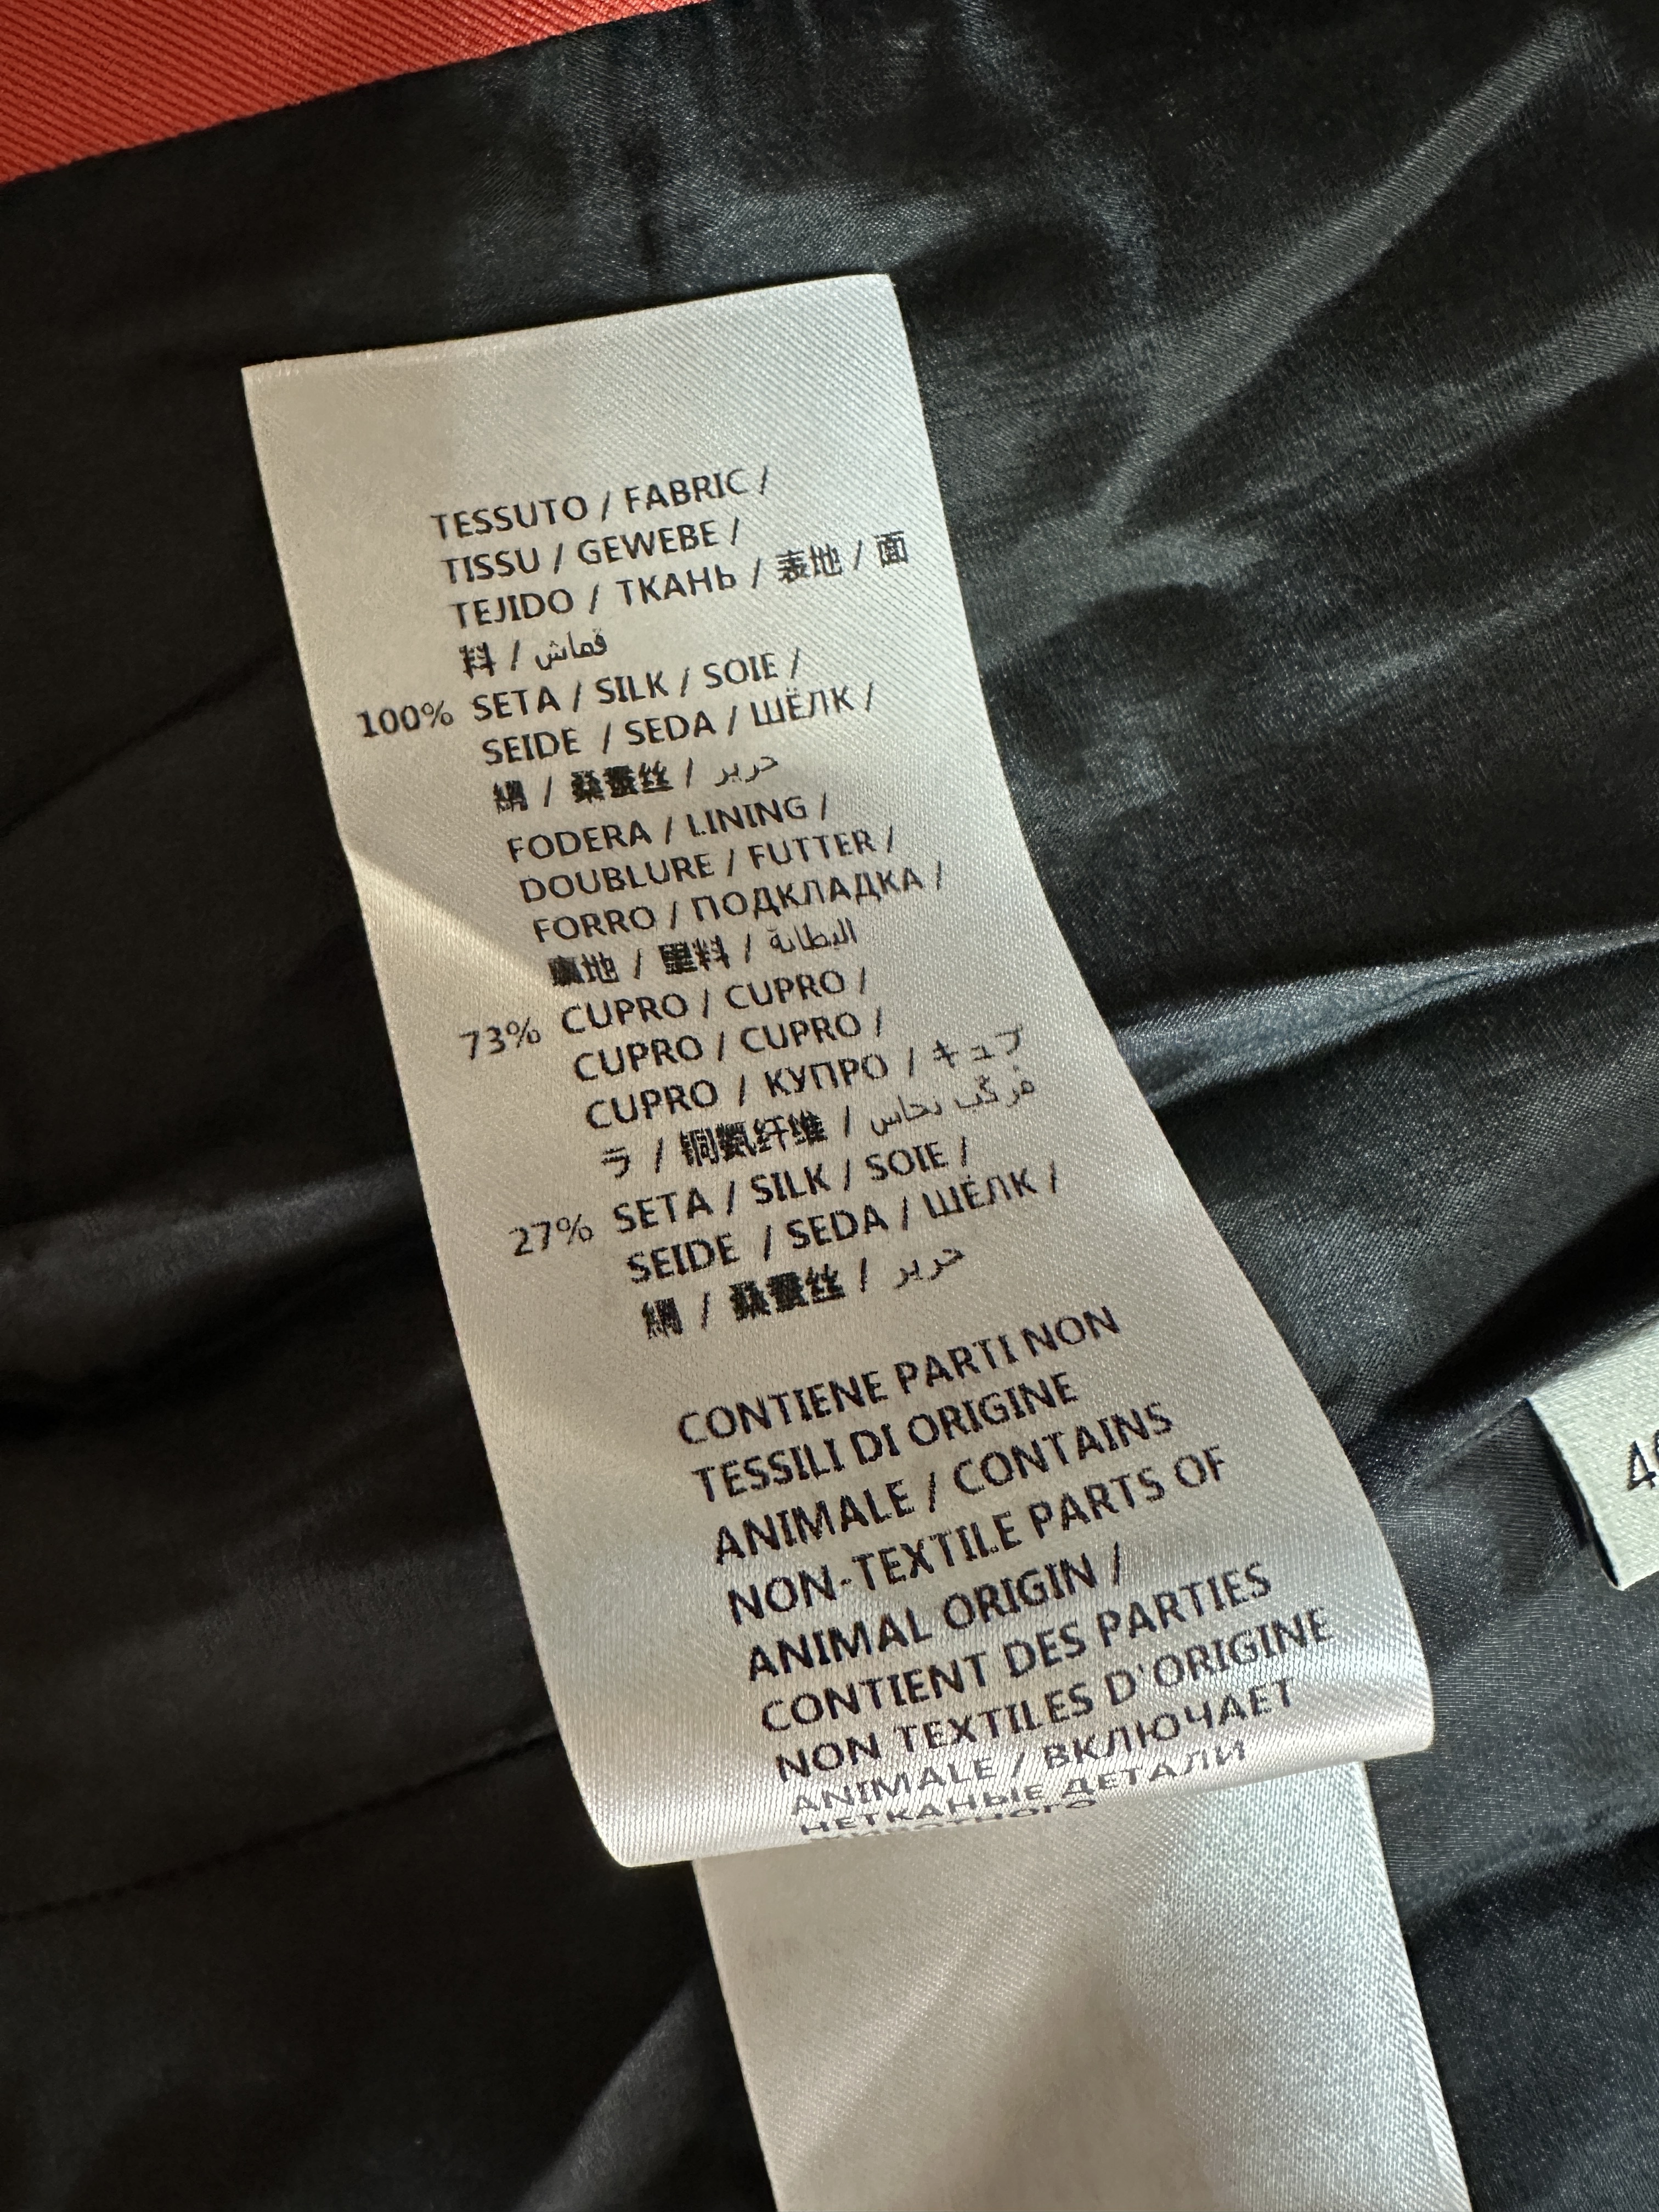 TESSUTO / FABRIC /
TISSU / GEWEBE /
TEJIDO / ТКАНЬ / 表地 / 面
料 / قماش
100% SETA / SILK / SOIE /
SEIDE / SEDA / ШЁЛК /
絹 / 桑蚕丝 / حرير
FODERA / LINING /
DOUBLURE / FUTTER /
FORRO / ПОДКЛАДКА /
裏地 / 里料 / البطانة
73% CUPRO / CUPRO /
CUPRO / CUPRO /
CUPRO / КУПРО / キュプ
ラ / 铜氨纤维 / مركب نحاس
27% SETA / SILK / SOIE /
SEIDE / SEDA / ШЁЛК /
絹 / 桑蚕丝 / حرير
CONTIENE PARTI NON
TESSILI DI ORIGINE
ANIMALE / CONTAINS
NON-TEXTILE PARTS OF
ANIMAL ORIGIN /
CONTIENT DES PARTIES
NON TEXTILES D'ORIGINE
ANIMALE / ВКЛЮЧАЕТ
НЕТКАНЫЕ ДЕТАЛИ